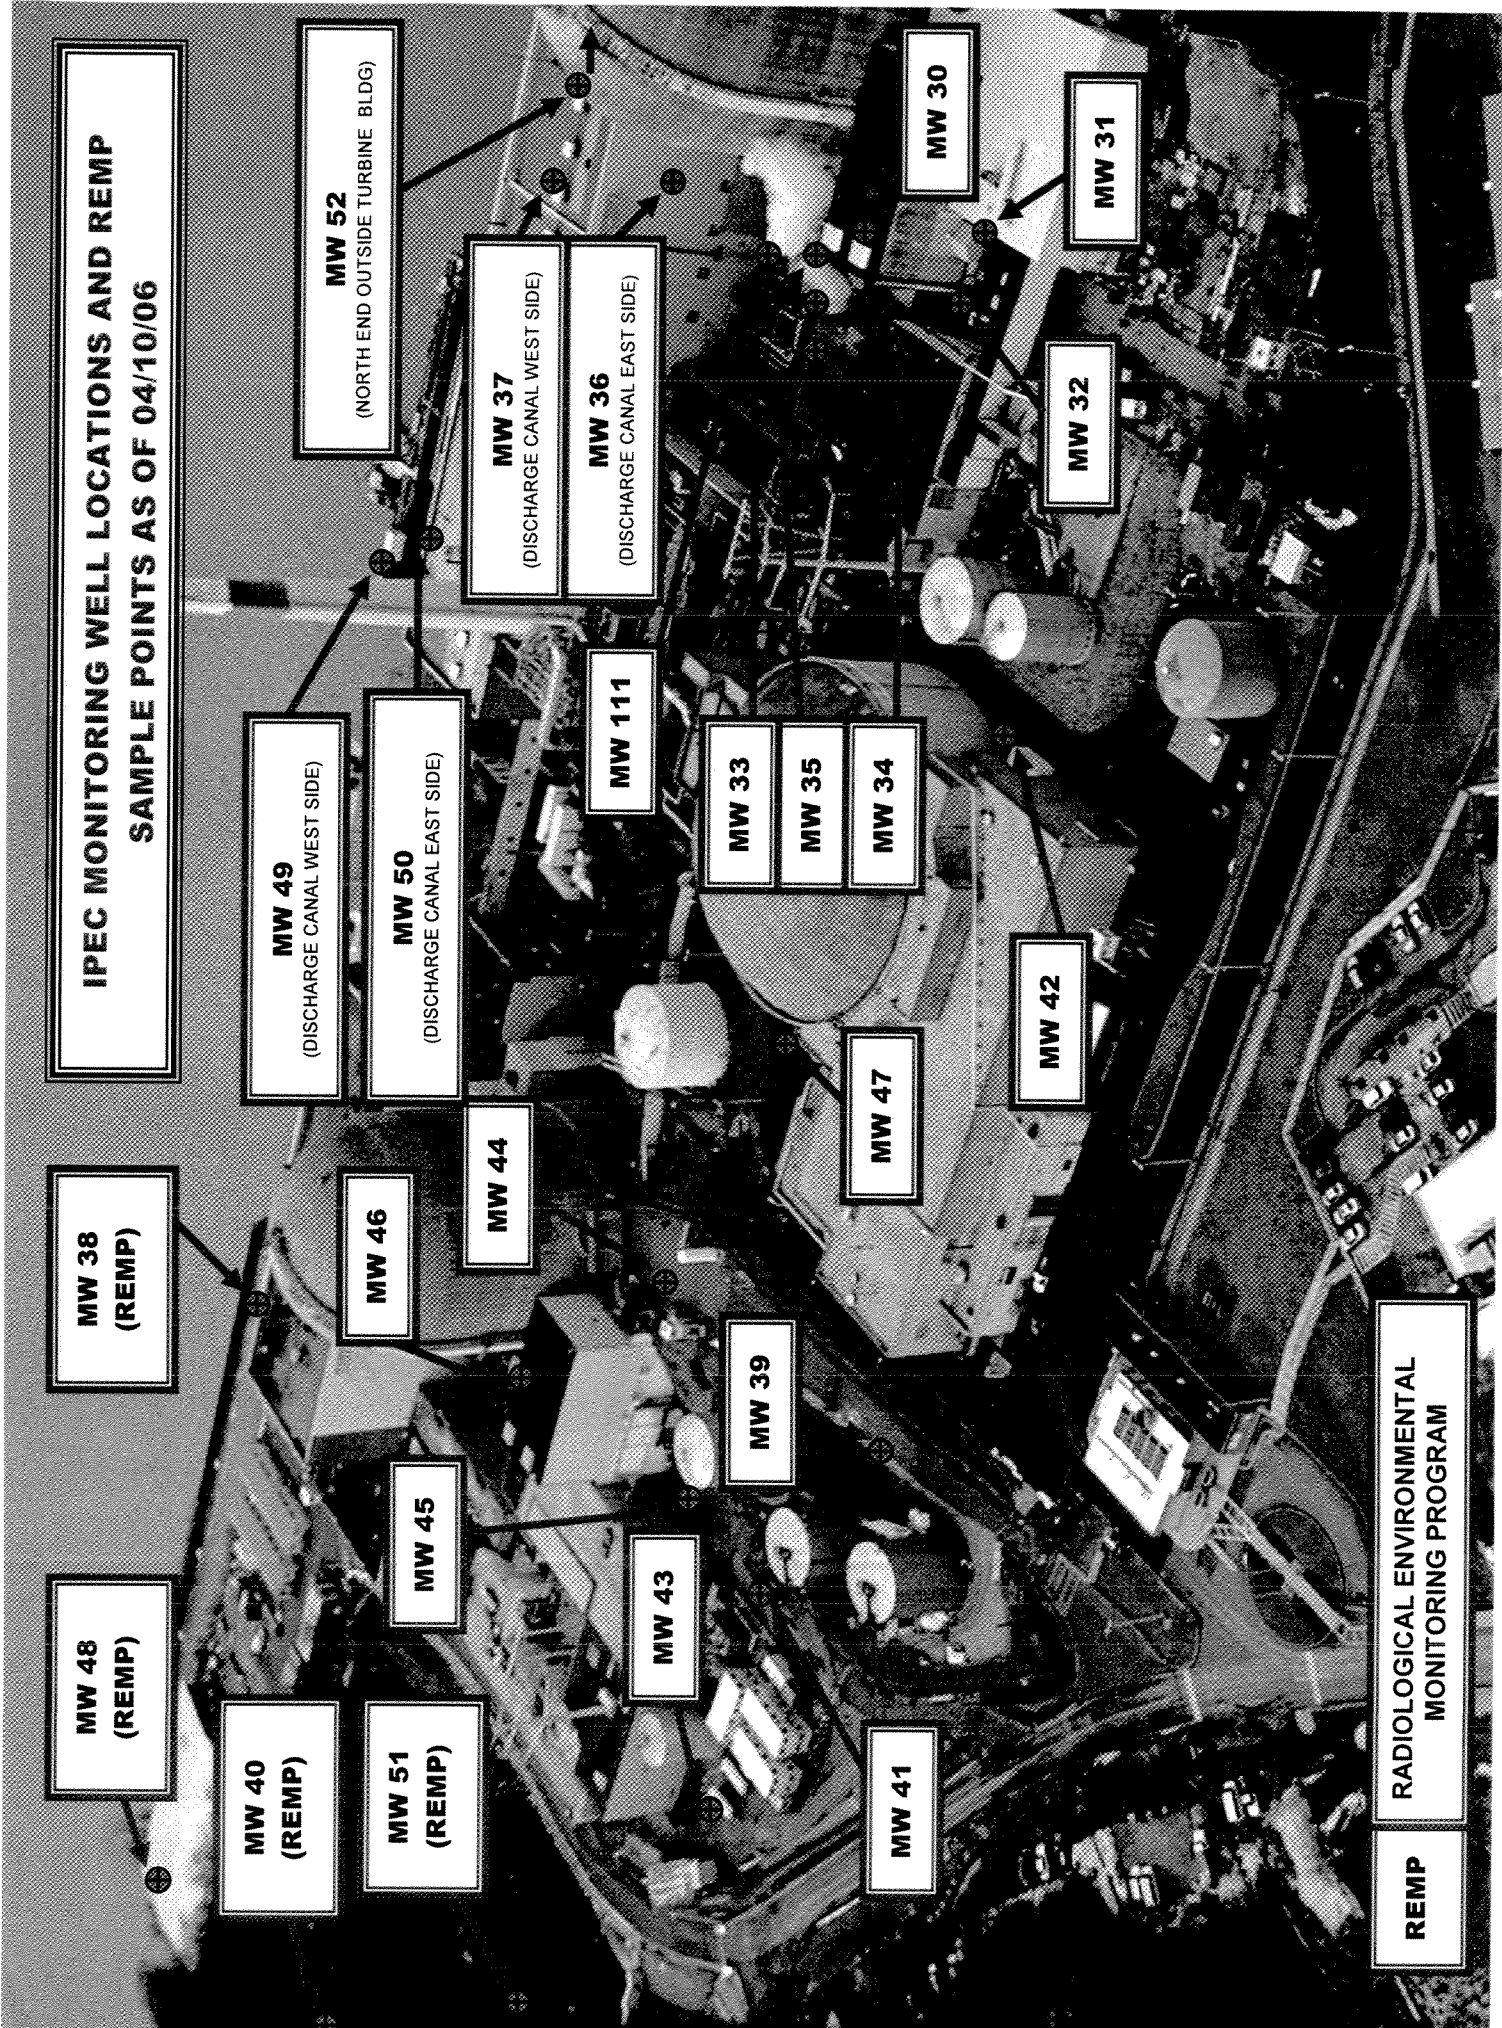 IPEC MONITORING WELL LOCATIONS AND REMP
SAMPLE POINTS AS OF 04/10/06
MW 48
(REMP)
MW 38
(REMP)
MW 40
(REMP)
MW 51
(REMP)
MW 49
(DISCHARGE CANAL WEST SIDE)
MW 52
(NORTH END OUTSIDE TURBINE BLDG)
MW 46
MW 50
(DISCHARGE CANAL EAST SIDE)
MW 45
MW 44
MW 37
(DISCHARGE CANAL WEST SIDE)
MW 36
(DISCHARGE CANAL EAST SIDE)
MW 111
MW 43
MW 39
MW 33
MW 35
MW 34
MW 41
MW 47
MW 30
MW 42
MW 32
MW 31
REMP
RADIOLOGICAL ENVIRONMENTAL
MONITORING PROGRAM